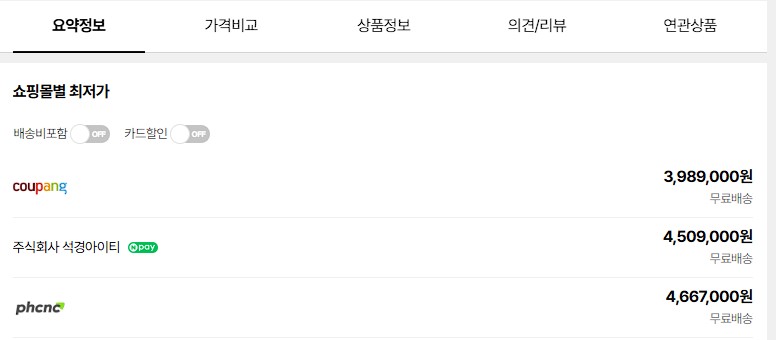 요약정보 가격비교 상품정보 의견/리뷰 연관상품
쇼핑몰별 최저가
배송비포함 OFF 카드할인 OFF
coupang 3,989,000원
무료배송
주식회사 석경아이티 N pay 4,509,000원
무료배송
phcnc 4,667,000원
무료배송